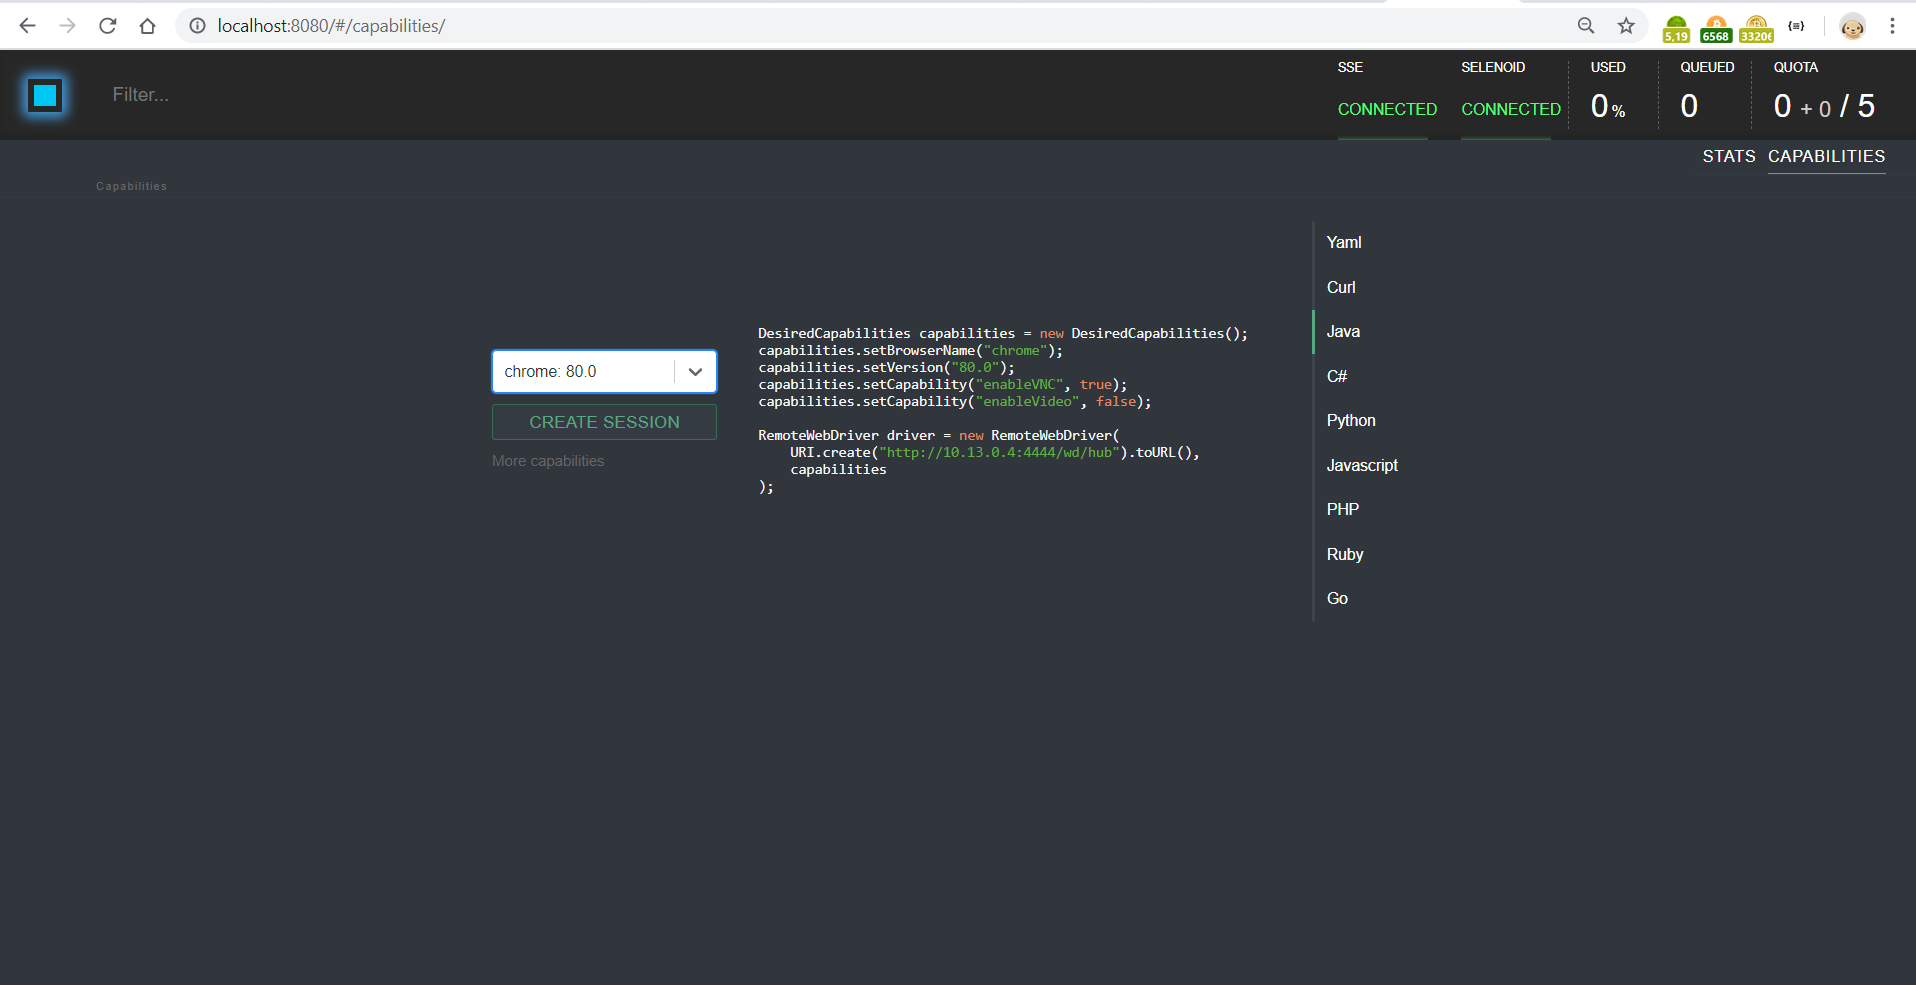 localhost:8080/#/capabilities/
5,19 6568 33206
Filter...
SSE SELENOID USED QUEUED QUOTA
CONNECTED CONNECTED 0 % 0 0 + 0 / 5
STATS CAPABILITIES
Capabilities
chrome: 80.0
CREATE SESSION
More capabilities
DesiredCapabilities capabilities = new DesiredCapabilities();
capabilities.setBrowserName("chrome");
capabilities.setVersion("80.0");
capabilities.setCapability("enableVNC", true);
capabilities.setCapability("enableVideo", false);
RemoteWebDriver driver = new RemoteWebDriver(
    URI.create("http://10.13.0.4:4444/wd/hub").toURL(),
    capabilities
);
Yaml
Curl
Java
C#
Python
Javascript
PHP
Ruby
Go